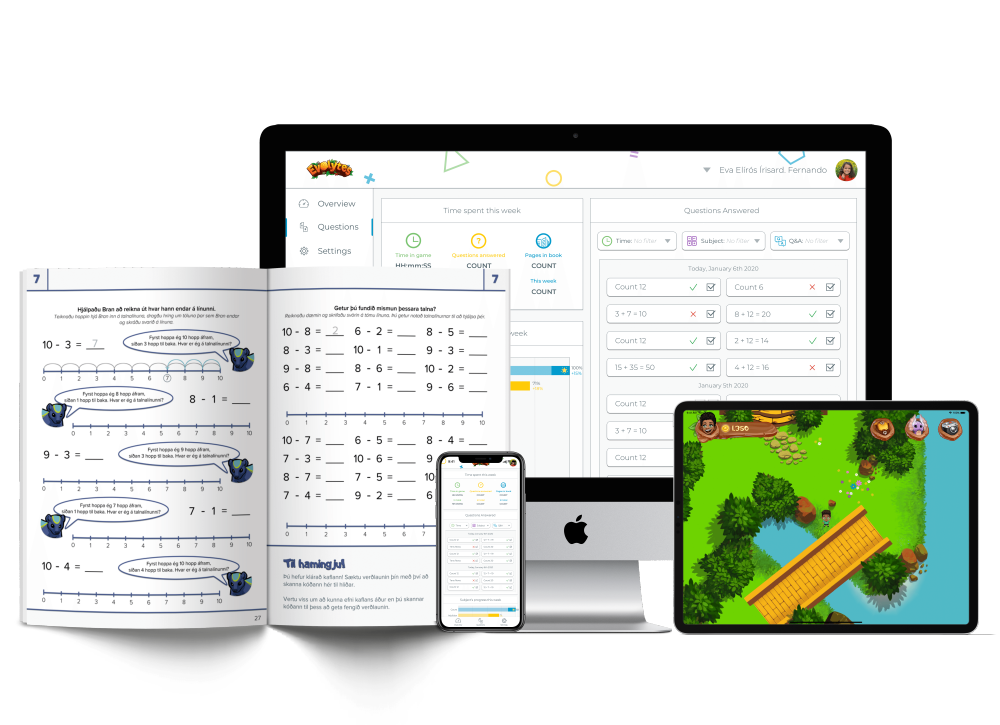 Evolytes
Eva Elirós Írisard. Fernando
Overview
Questions
Settings
Time spent this week
Time in game
HH:mm:SS
Questions answered
COUNT
Pages in book
COUNT
This week
COUNT
week
71%
Questions Answered
Time: No filter
Subject: No filter
Q&A: No filter
Today, January 6th 2020
Count 12
Count 6
3 + 7 = 10
8 + 12 = 20
Count 12
2 + 12 = 14
15 + 35 = 50
4 + 12 = 16
January 5th 2020
Count 12
3 + 7 = 10
Count 12
7
Hjálpaðu Bran að reikna út hvar hann endar á línunni.
Teiknaðu hoppin hjá Bran inn á talnalínuna, dragðu hring um töluna þar sem Bran endar
og skrifaðu svarið á línuna.
10 - 3 = 7
Fyrst hoppa ég 10 hopp áfram,
síðan 3 hopp til baka. Hvar er ég á talnalínunni?
0 1 2 3 4 5 6 7 8 9 10
Fyrst hoppa ég 8 hopp áfram,
síðan 1 hopp til baka. Hvar er ég á talnalínunni?
8 - 1 = ___
0 1 2 3 4 5 6 7 8 9 10
9 - 3 = ___
Fyrst hoppa ég 9 hopp áfram,
síðan 3 hopp til baka. Hvar er ég á talnalínunni?
0 1 2 3 4 5 6 7 8 9 10
Fyrst hoppa ég 7 hopp áfram,
síðan 1 hopp til baka. Hvar er ég á talnalínunni?
7 - 1 = ___
0 1 2 3 4 5 6 7 8 9 10
10 - 4 = ___
Fyrst hoppa ég 10 hopp áfram,
síðan 4 hopp til baka. Hvar er ég á talnalínunni?
0 1 2 3 4 5 6 7 8 9 10
27
7
Getur þú fundið mismun þessara talna?
Reiknaðu dæmin og skrifaðu svörin á tómu línuna. Þú getur notað talnalínurnar til að hjálpa þér.
10 - 8 = 2 6 - 2 = ___ 8 - 5 = ___
8 - 3 = ___ 10 - 1 = ___ 9 - 3 = ___
9 - 8 = ___ 8 - 6 = ___ 10 - 2 = ___
6 - 4 = ___ 7 - 1 = ___ 9 - 6 = ___
0 1 2 3 4 5 6 7 8 9 10
10 - 7 = ___ 6 - 5 = ___ 8 - 4 = ___
7 - 3 = ___ 10 - 6 = ___ 9
8 - 7 = ___ 7 - 5 = ___ 10
7 - 4 = ___ 9 - 2 = ___ 6
0 1 2 3 4 5 6 7
Til hamingju!
Þú hefur klárað kaflann! Sæktu verðlaunin þín með því að
skanna kóðann hér til hliðar.
Vertu viss um að kunna efni kaflans áður en þú skannar
kóðann til þess að geta fengið verðlaunin.
9:41
Time spent this week
Questions Answered
1.356